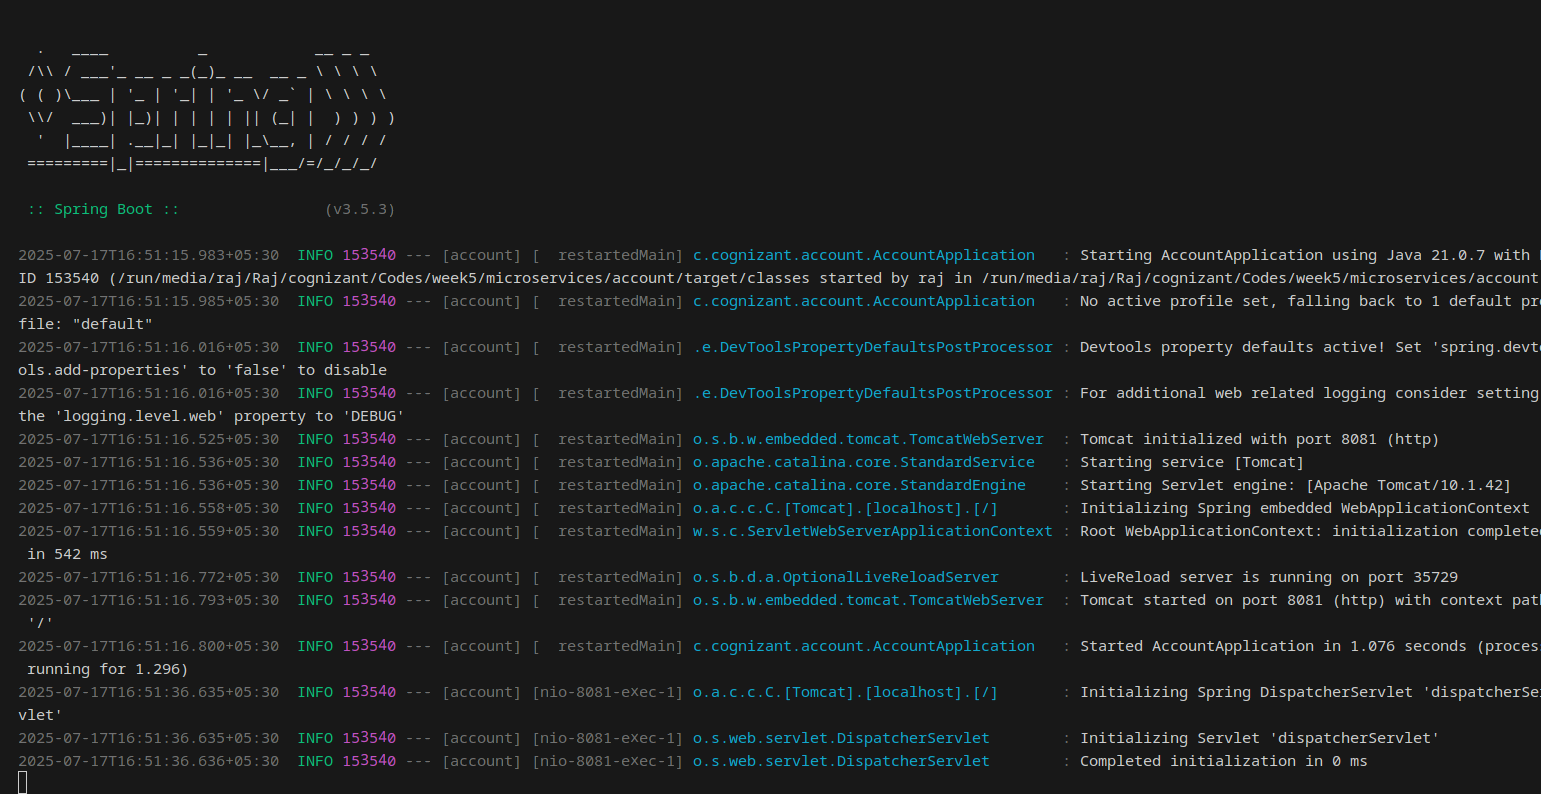 .   ____          _            __ _ _
 /\\ / ___'_ __ _ _(_)_ __  __ _ \ \ \ \
( ( )\___ | '_ | '_| | '_ \/ _` | \ \ \ \
 \\/  ___)| |_)| | | | | || (_| |  ) ) ) )
  '  |____| .__|_| |_|_| |_\__, | / / / /
 =========|_|==============|___/=/_/_/_/

 :: Spring Boot ::                (v3.5.3)

2025-07-17T16:51:15.983+05:30  INFO 153540 --- [account] [  restartedMain] c.cognizant.account.AccountApplication   : Starting AccountApplication using Java 21.0.7 with
ID 153540 (/run/media/raj/Raj/cognizant/Codes/week5/microservices/account/target/classes started by raj in /run/media/raj/Raj/cognizant/Codes/week5/microservices/account
2025-07-17T16:51:15.985+05:30  INFO 153540 --- [account] [  restartedMain] c.cognizant.account.AccountApplication   : No active profile set, falling back to 1 default pro
file: "default"
2025-07-17T16:51:16.016+05:30  INFO 153540 --- [account] [  restartedMain] .e.DevToolsPropertyDefaultsPostProcessor : Devtools property defaults active! Set 'spring.devto
ols.add-properties' to 'false' to disable
2025-07-17T16:51:16.016+05:30  INFO 153540 --- [account] [  restartedMain] .e.DevToolsPropertyDefaultsPostProcessor : For additional web related logging consider setting
the 'logging.level.web' property to 'DEBUG'
2025-07-17T16:51:16.525+05:30  INFO 153540 --- [account] [  restartedMain] o.s.b.w.embedded.tomcat.TomcatWebServer  : Tomcat initialized with port 8081 (http)
2025-07-17T16:51:16.536+05:30  INFO 153540 --- [account] [  restartedMain] o.apache.catalina.core.StandardService   : Starting service [Tomcat]
2025-07-17T16:51:16.536+05:30  INFO 153540 --- [account] [  restartedMain] o.apache.catalina.core.StandardEngine    : Starting Servlet engine: [Apache Tomcat/10.1.42]
2025-07-17T16:51:16.558+05:30  INFO 153540 --- [account] [  restartedMain] o.a.c.c.C.[Tomcat].[localhost].[/]       : Initializing Spring embedded WebApplicationContext
2025-07-17T16:51:16.559+05:30  INFO 153540 --- [account] [  restartedMain] w.s.c.ServletWebServerApplicationContext : Root WebApplicationContext: initialization completed
 in 542 ms
2025-07-17T16:51:16.772+05:30  INFO 153540 --- [account] [  restartedMain] o.s.b.d.a.OptionalLiveReloadServer       : LiveReload server is running on port 35729
2025-07-17T16:51:16.793+05:30  INFO 153540 --- [account] [  restartedMain] o.s.b.w.embedded.tomcat.TomcatWebServer  : Tomcat started on port 8081 (http) with context path
 '/'
2025-07-17T16:51:16.800+05:30  INFO 153540 --- [account] [  restartedMain] c.cognizant.account.AccountApplication   : Started AccountApplication in 1.076 seconds (process
 running for 1.296)
2025-07-17T16:51:36.635+05:30  INFO 153540 --- [account] [nio-8081-exec-1] o.a.c.c.C.[Tomcat].[localhost].[/]       : Initializing Spring DispatcherServlet 'dispatcherSer
vlet'
2025-07-17T16:51:36.635+05:30  INFO 153540 --- [account] [nio-8081-exec-1] o.s.web.servlet.DispatcherServlet        : Initializing Servlet 'dispatcherServlet'
2025-07-17T16:51:36.636+05:30  INFO 153540 --- [account] [nio-8081-exec-1] o.s.web.servlet.DispatcherServlet        : Completed initialization in 0 ms